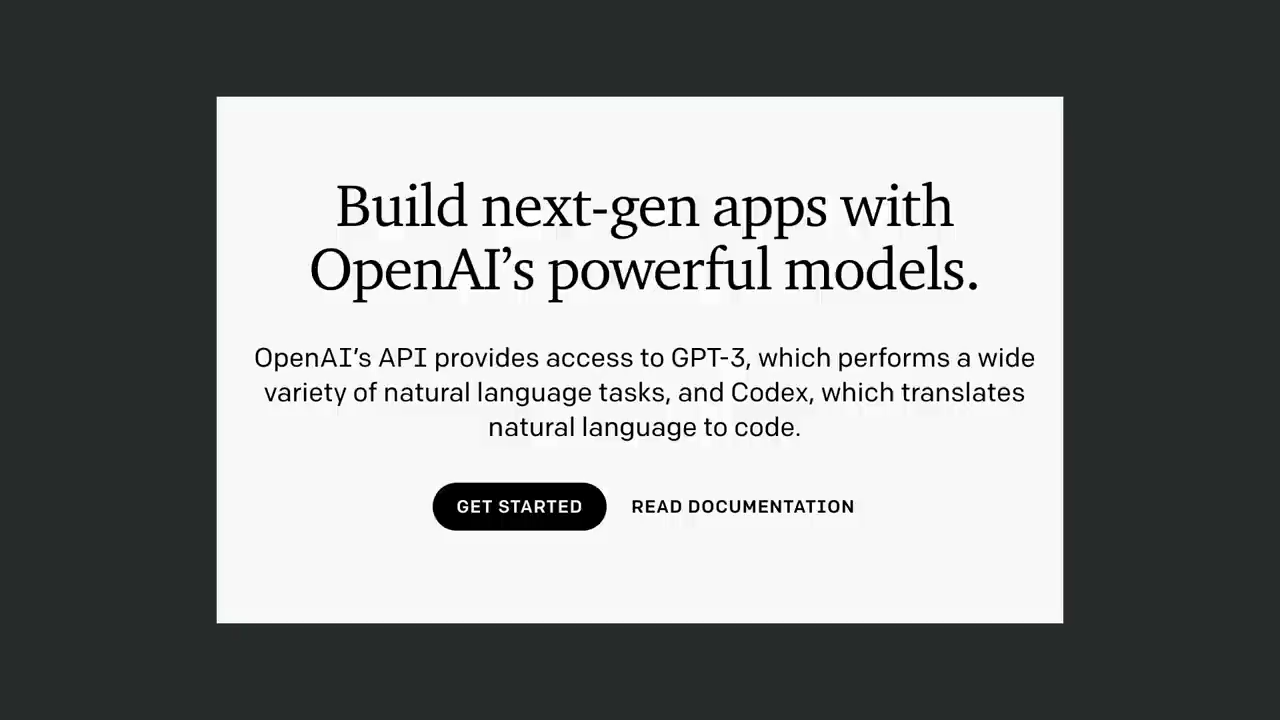 Build next-gen apps with
OpenAI’s powerful models.
OpenAI’s API provides access to GPT-3, which performs a wide
variety of natural language tasks, and Codex, which translates
natural language to code.
GET STARTED
READ DOCUMENTATION